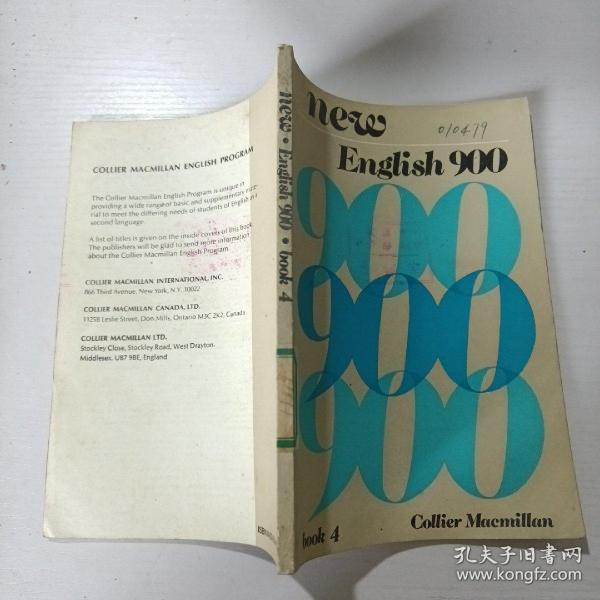 COLLIER MACMILLAN ENGLISH PROGRAM
The Collier Macmillan English Program is unique in
providing a wide range of basic and supplementary mate-
rial to meet the differing needs of students of English as a
second language.
A list of titles is given on the inside covers of this book.
The publishers will be glad to send more information
about the Collier Macmillan English Program.
COLLIER MACMILLAN INTERNATIONAL, INC.
866 Third Avenue, New York, N.Y. 10022
COLLIER MACMILLAN CANADA, LTD.
1125B Leslie Street, Don Mills, Ontario M3C 2K2, Canada
COLLIER MACMILLAN LTD.
Stockley Close, Stockley Road, West Drayton,
Middlesex, UB7 9BE, England
new • English 900 • book 4
new
010479
English 900
900
900
900
book 4
Collier Macmillan
孔夫子旧书网
www.kongfz.com